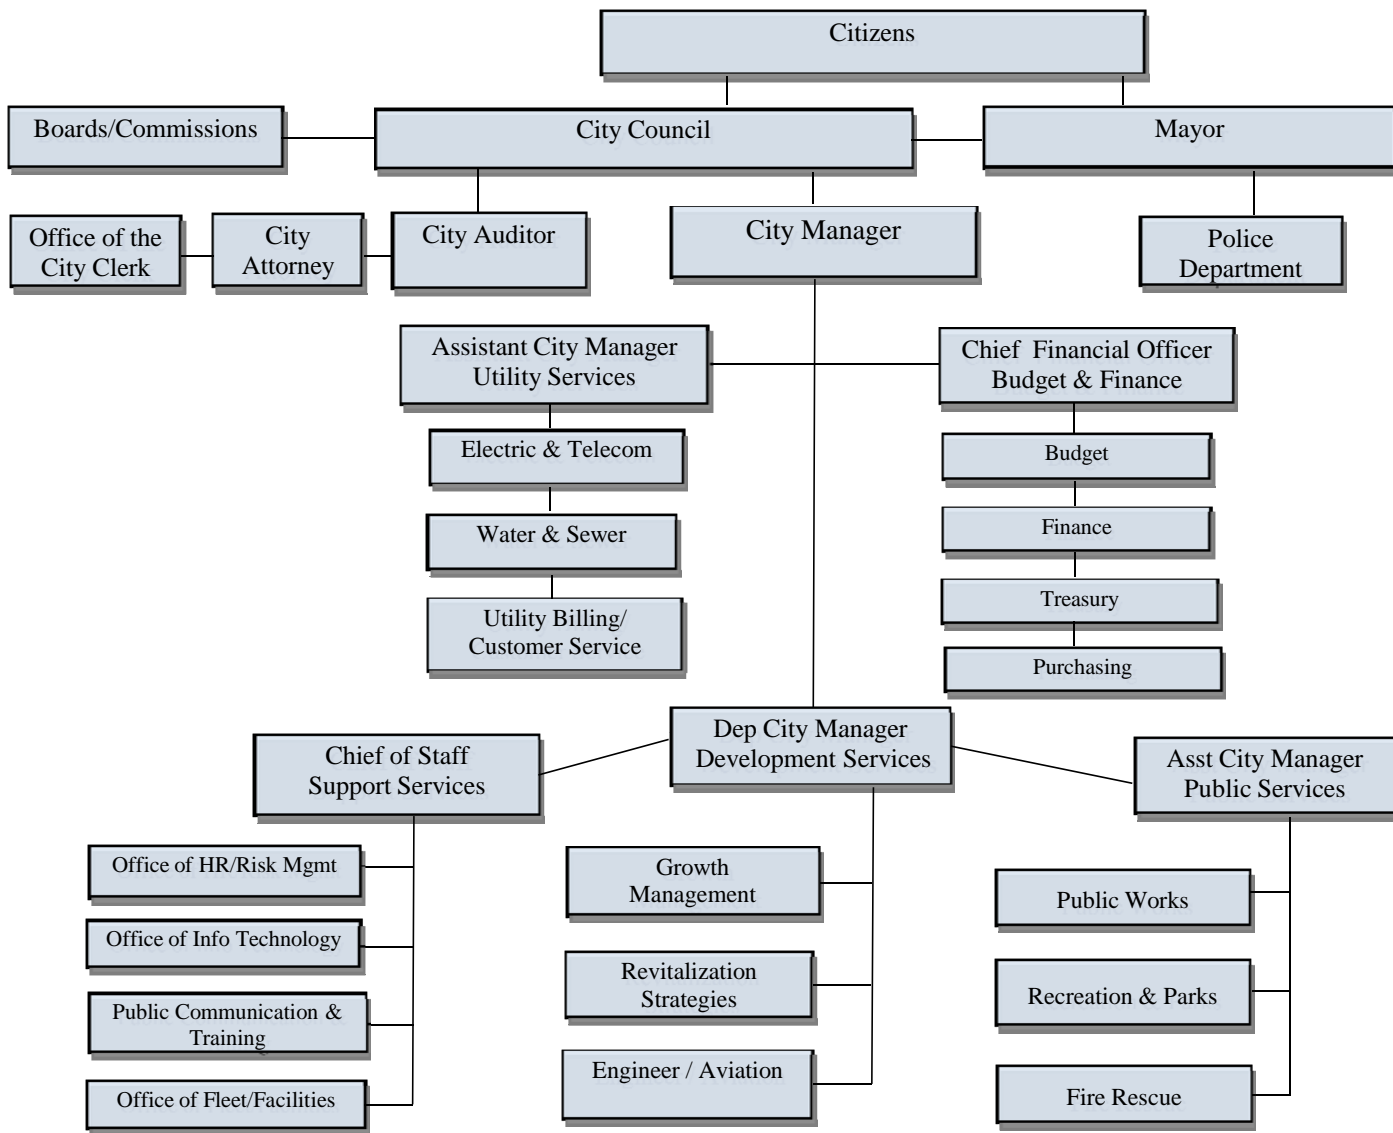 Citizens
Boards/Commissions
City Council
Mayor
Office of the
City Clerk
City
Attorney
City Auditor
City Manager
Police
Department
Assistant City Manager
Utility Services
Chief Financial Officer
Budget & Finance
Electric & Telecom
Water & Sewer
Utility Billing/
Customer Service
Budget
Finance
Treasury
Purchasing
Chief of Staff
Support Services
Dep City Manager
Development Services
Asst City Manager
Public Services
Office of HR/Risk Mgmt
Office of Info Technology
Public Communication &
Training
Office of Fleet/Facilities
Growth
Management
Revitalization
Strategies
Engineer / Aviation
Public Works
Recreation & Parks
Fire Rescue